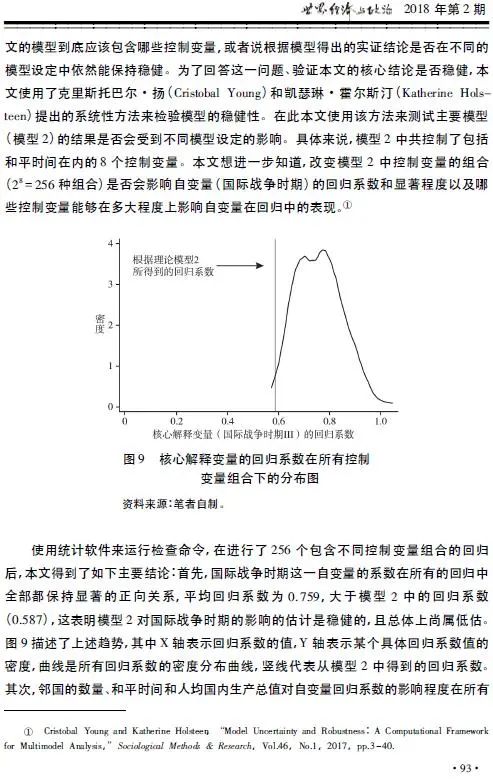 世界经济与政治 2018 年第 2 期
文的模型到底应该包含哪些控制变量,或者说根据模型得出的实证结论是否在不同的
模型设定中依然能保持稳健。为了回答这一问题、验证本文的核心结论是否稳健,本
文使用了克里斯托巴尔·扬(Cristobal Young)和凯瑟琳·霍尔斯汀(Katherine Hols-
teen)提出的系统性方法来检验模型的稳健性。在此本文使用该方法来测试主要模型
(模型 2)的结果是否会受到不同模型设定的影响。具体来说,模型 2 中共控制了包括
和平时间在内的 8 个控制变量。本文想进一步知道,改变模型 2 中控制变量的组合
(2⁸=256 种组合)是否会影响自变量(国际战争时期)的回归系数和显著程度以及哪
些控制变量能够在多大程度上影响自变量在回归中的表现。①
4
3
2
1
0
密度
根据理论模型2
所得到的回归系数
0 0.2 0.4 0.6 0.8 1.0
核心解释变量(国际战争时期Ⅲ)的回归系数
图 9 核心解释变量的回归系数在所有控制
变量组合下的分布图
资料来源:笔者自制。
使用统计软件来运行检查命令,在进行了 256 个包含不同控制变量组合的回归
后,本文得到了如下主要结论:首先,国际战争时期这一自变量的系数在所有的回归中
全部都保持显著的正向关系,平均回归系数为 0.759,大于模型 2 中的回归系数
(0.587),这表明模型 2 对国际战争时期的影响的估计是稳健的,且总体上尚属低估。
图 9 描述了上述趋势,其中 X 轴表示回归系数的值,Y 轴表示某个具体回归系数值的
密度,曲线是所有回归系数的密度分布曲线,竖线代表从模型 2 中得到的回归系数。
其次,邻国的数量、和平时间和人均国内生产总值对自变量回归系数的影响程度在所有
① Cristobal Young and Katherine Holsteen, “Model Uncertainty and Robustness: A Computational Framework
for Multimodel Analysis,” Sociological Methods & Research, Vol.46, No.1, 2017, pp.3-40.
·93·